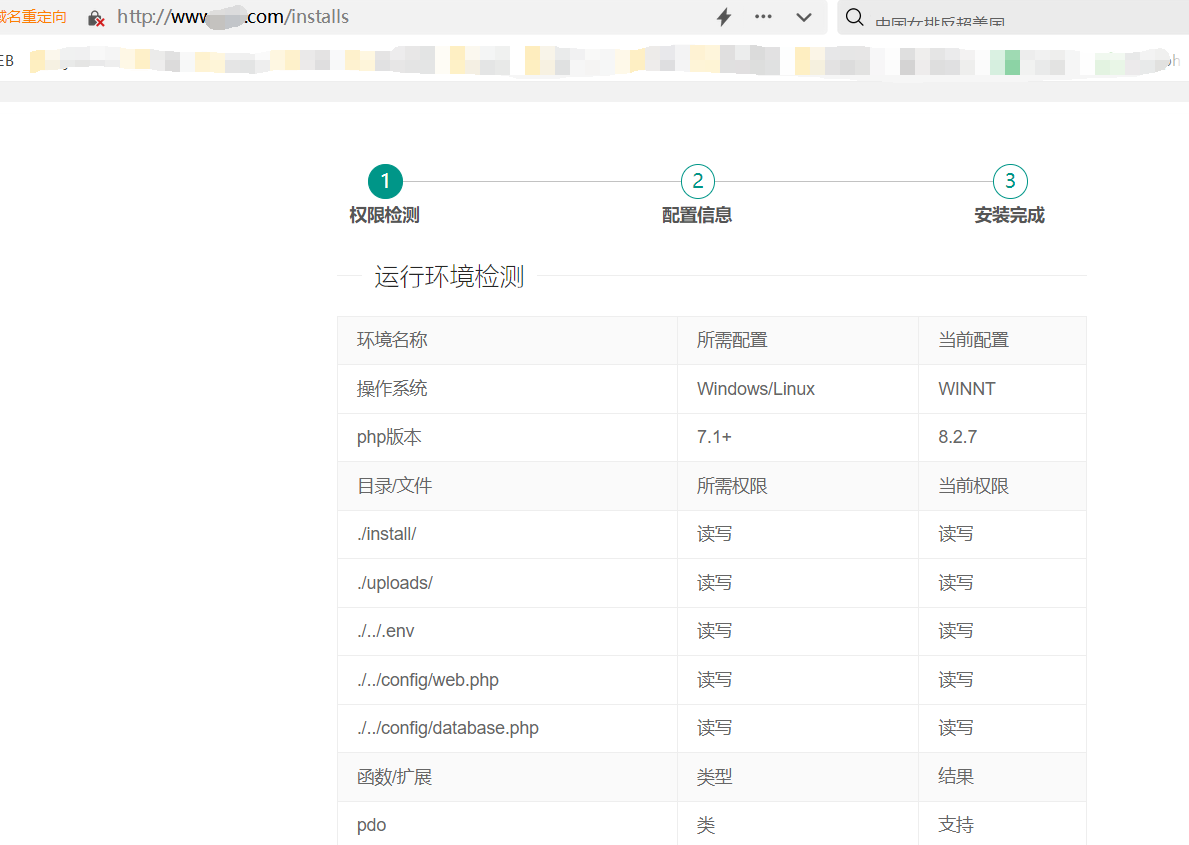 名重定向 http://www .com/installs ••• 中国女排反超美国
EB
1 2 3
权限检测 配置信息 安装完成
运行环境检测
环境名称 所需配置 当前配置
操作系统 Windows/Linux WINNT
php版本 7.1+ 8.2.7
目录/文件 所需权限 当前权限
./install/ 读写 读写
./uploads/ 读写 读写
./../.env 读写 读写
./../config/web.php 读写 读写
./../config/database.php 读写 读写
函数/扩展 类型 结果
pdo 类 支持